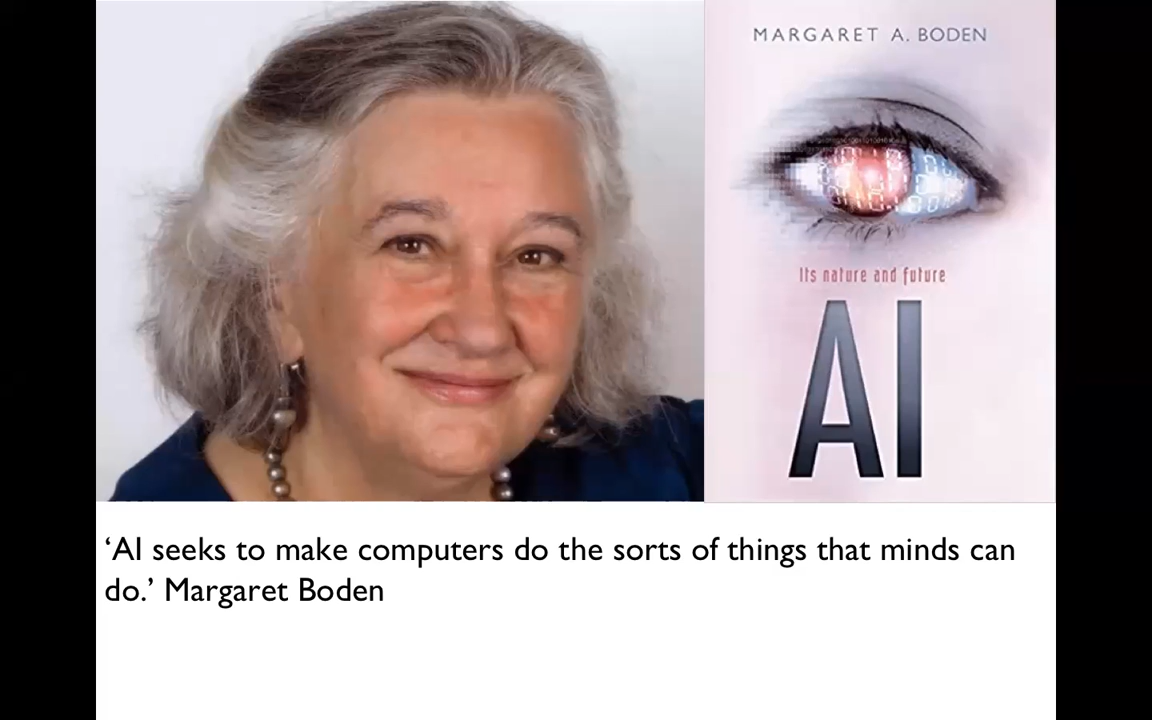 MARGARET A. BODEN
Its nature and future
AI
‘AI seeks to make computers do the sorts of things that minds can
do.’ Margaret Boden